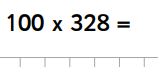 100 x 328 =